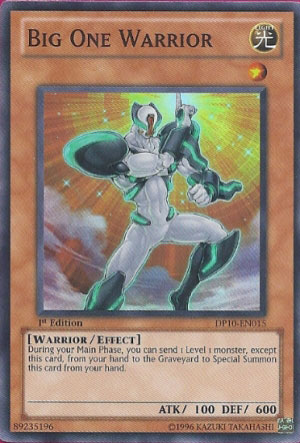 BIG ONE WARRIOR
LIGHT
光
1st Edition
DP10-EN015
[WARRIOR / EFFECT]
During your Main Phase, you can send 1 Level 1 monster, except
this card, from your hand to the Graveyard to Special Summon
this card from your hand.
ATK/ 100 DEF/ 600
89235196
©1996 KAZUKI TAKAHASHI